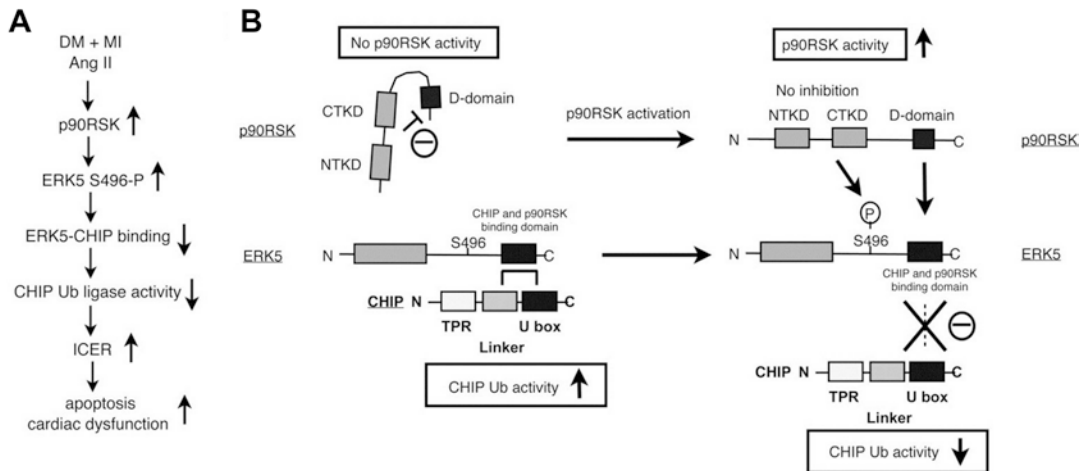 A
DM + MI
Ang II
p90RSK
ERK5 S496-P
ERK5-CHIP binding
CHIP Ub ligase activity
ICER
apoptosis
cardiac dysfunction
B
No p90RSK activity
CTKD
D-domain
p90RSK
NTKD
p90RSK activation
p90RSK activity
No inhibition
NTKD CTKD D-domain
N C
p90RSK
CHIP and p90RSK
binding domain
S496
ERK5
N C
CHIP N C
TPR U box
Linker
CHIP Ub activity
P
S496
N C
ERK5
CHIP and p90RSK
binding domain
CHIP N C
TPR U box
Linker
CHIP Ub activity